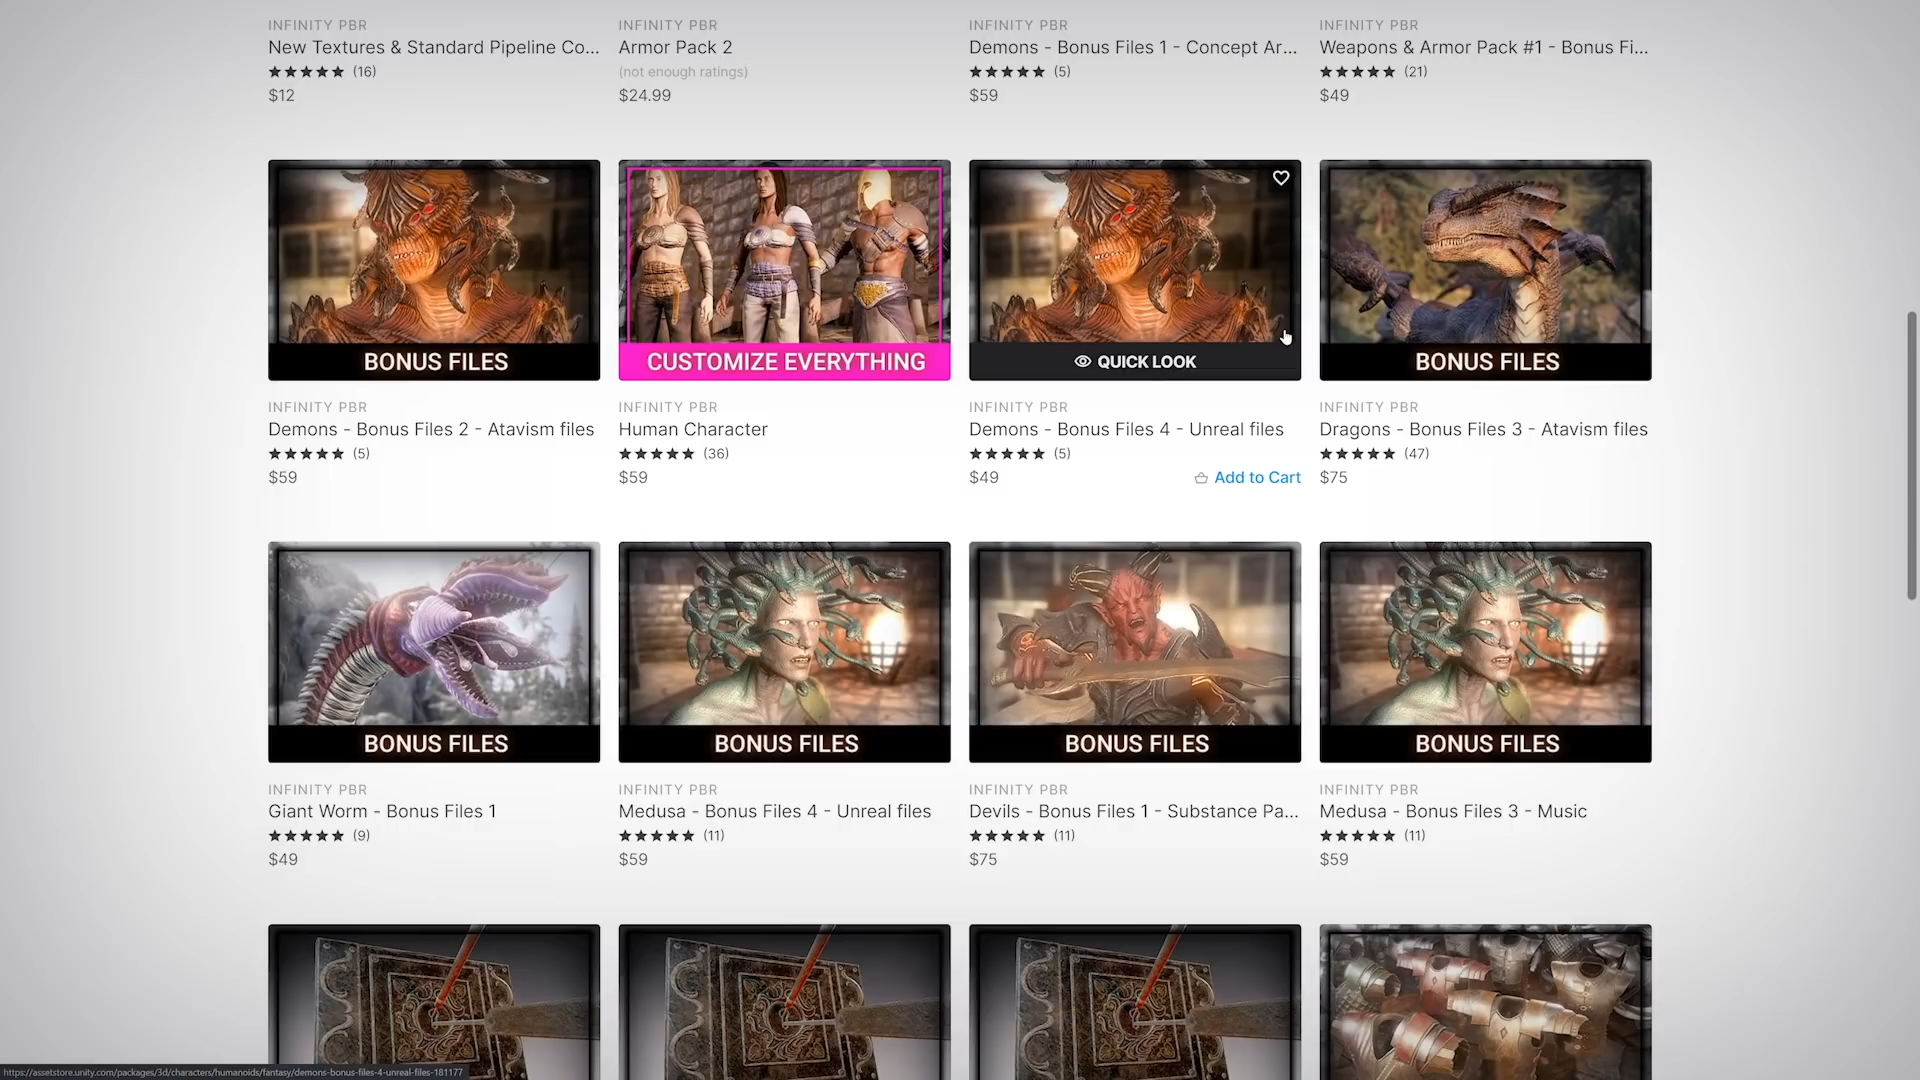 INFINITY PBR
New Textures & Standard Pipeline Co...
(16)
$12
INFINITY PBR
Armor Pack 2
(not enough ratings)
$24.99
INFINITY PBR
Demons - Bonus Files 1 - Concept Ar...
(5)
$59
INFINITY PBR
Weapons & Armor Pack #1 - Bonus Fi...
(21)
$49
BONUS FILES
INFINITY PBR
Demons - Bonus Files 2 - Atavism files
(5)
$59
CUSTOMIZE EVERYTHING
INFINITY PBR
Human Character
(36)
$59
QUICK LOOK
INFINITY PBR
Demons - Bonus Files 4 - Unreal files
(5)
$49
Add to Cart
BONUS FILES
INFINITY PBR
Dragons - Bonus Files 3 - Atavism files
(47)
$75
BONUS FILES
INFINITY PBR
Giant Worm - Bonus Files 1
(9)
$49
BONUS FILES
INFINITY PBR
Medusa - Bonus Files 4 - Unreal files
(11)
$59
BONUS FILES
INFINITY PBR
Devils - Bonus Files 1 - Substance Pa...
(11)
$75
BONUS FILES
INFINITY PBR
Medusa - Bonus Files 3 - Music
(11)
$59
https://assetstore.unity.com/packages/3d/characters/humanoids/fantasy/demons-bonus-files-4-unreal-files-181177